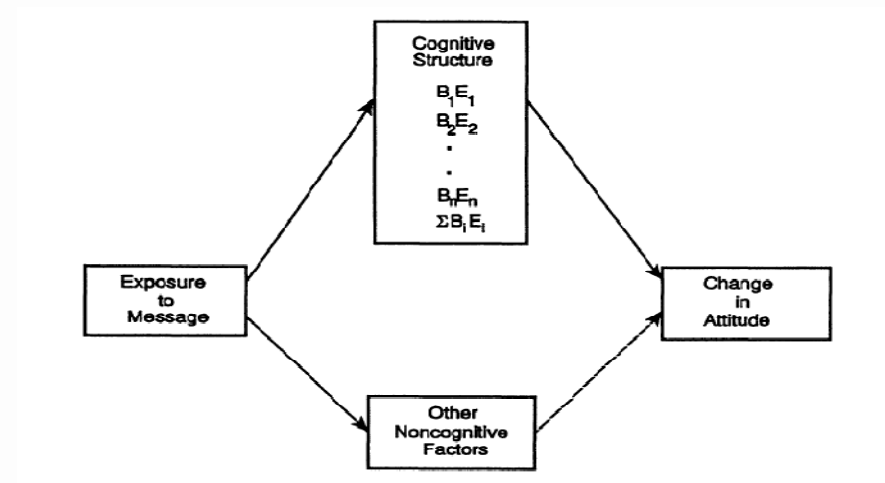 Cognitive
Structure
B₁E₁
B₂E₂
.
.
BₙEₙ
ΣBᵢEᵢ
Exposure
to
Message
Change
in
Attitude
Other
Noncognitive
Factors